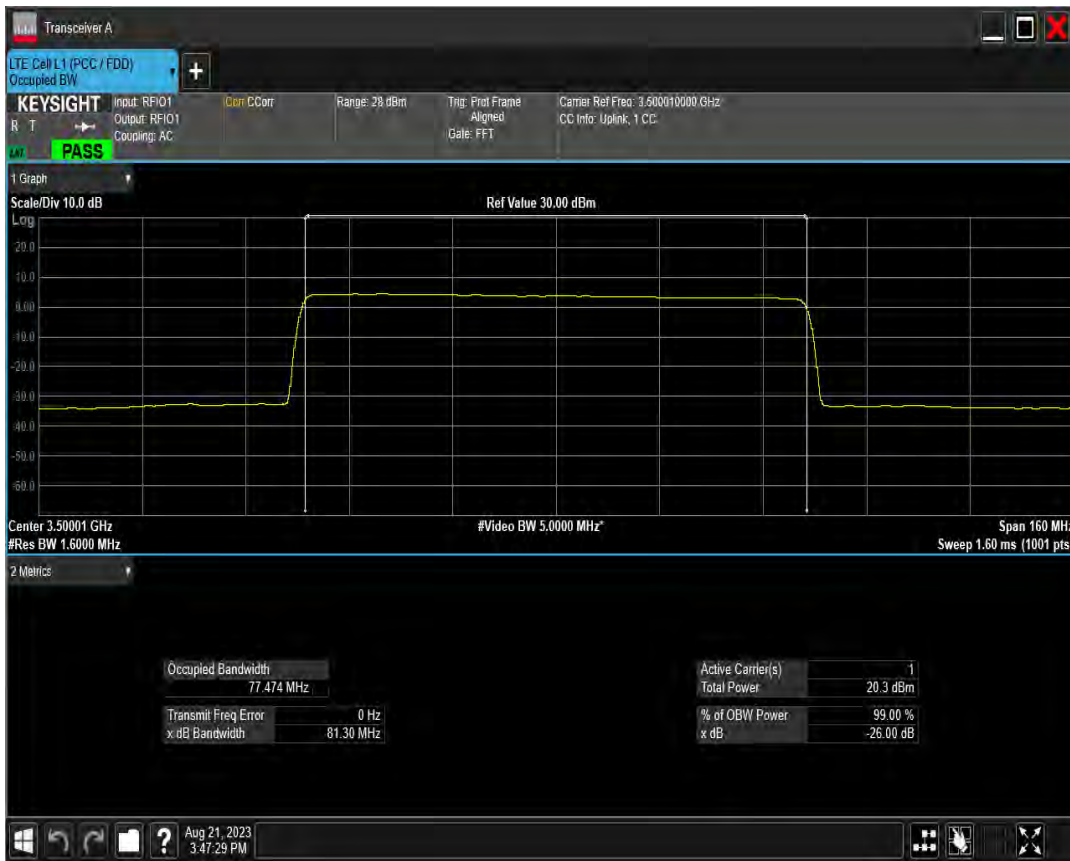 Transceiver A
LTE Cell L1 (PCC / FDD)
Occupied BW
+
KEYSIGHT
R T
LXI
PASS
Input: RFIO1
Output: RFIO1
Coupling: AC
Corr CCorr
Range: 28 dBm
Trig: Prot Frame
Aligned
Gate: FFT
Carrier Ref Freq: 3.500010000 GHz
CC Info: Uplink, 1 CC
1 Graph
Scale/Div 10.0 dB
Ref Value 30.00 dBm
Log
20.0
10.0
0.00
-10.0
-20.0
-30.0
-40.0
-50.0
-60.0
Center 3.50001 GHz
#Video BW 5.0000 MHz*
Span 160 MHz
#Res BW 1.6000 MHz
Sweep 1.60 ms (1001 pts
2 Metrics
Occupied Bandwidth
77.474 MHz
Transmit Freq Error 0 Hz
x dB Bandwidth 81.30 MHz
Active Carrier(s) 1
Total Power 20.3 dBm
% of OBW Power 99.00 %
x dB -26.00 dB
?
Aug 21, 2023
3:47:29 PM